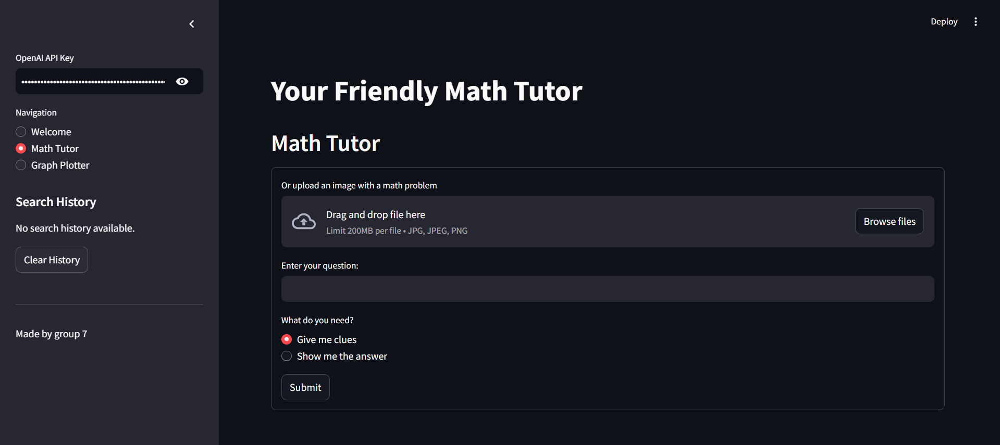 OpenAI API Key
Navigation
Welcome
Math Tutor
Graph Plotter
Search History
No search history available.
Clear History
Made by group 7
Deploy
Your Friendly Math Tutor
Math Tutor
Or upload an image with a math problem
Drag and drop file here
Limit 200MB per file • JPG, JPEG, PNG
Browse files
Enter your question:
What do you need?
Give me clues
Show me the answer
Submit